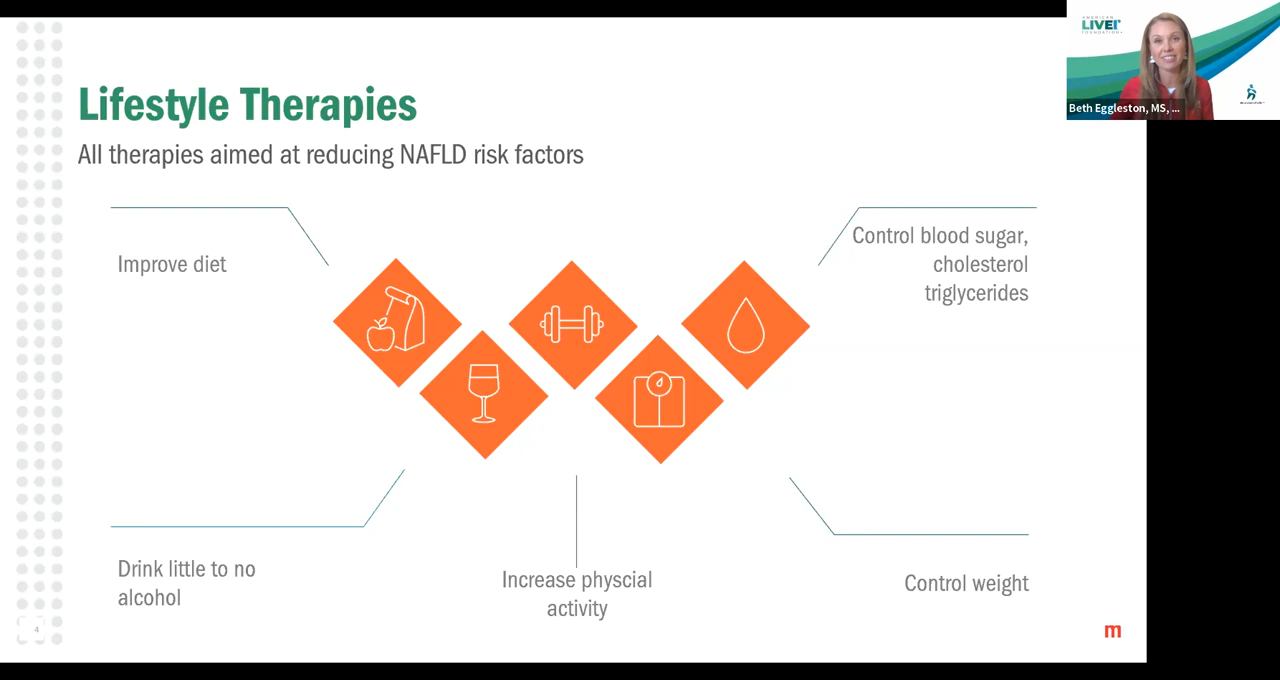 Lifestyle Therapies
All therapies aimed at reducing NAFLD risk factors
Improve diet
Control blood sugar,
cholesterol
triglycerides
Drink little to no
alcohol
Increase physcial
activity
Control weight
4
m
AMERICAN
LIVER
FOUNDATION
Beth Eggleston, MS, ...